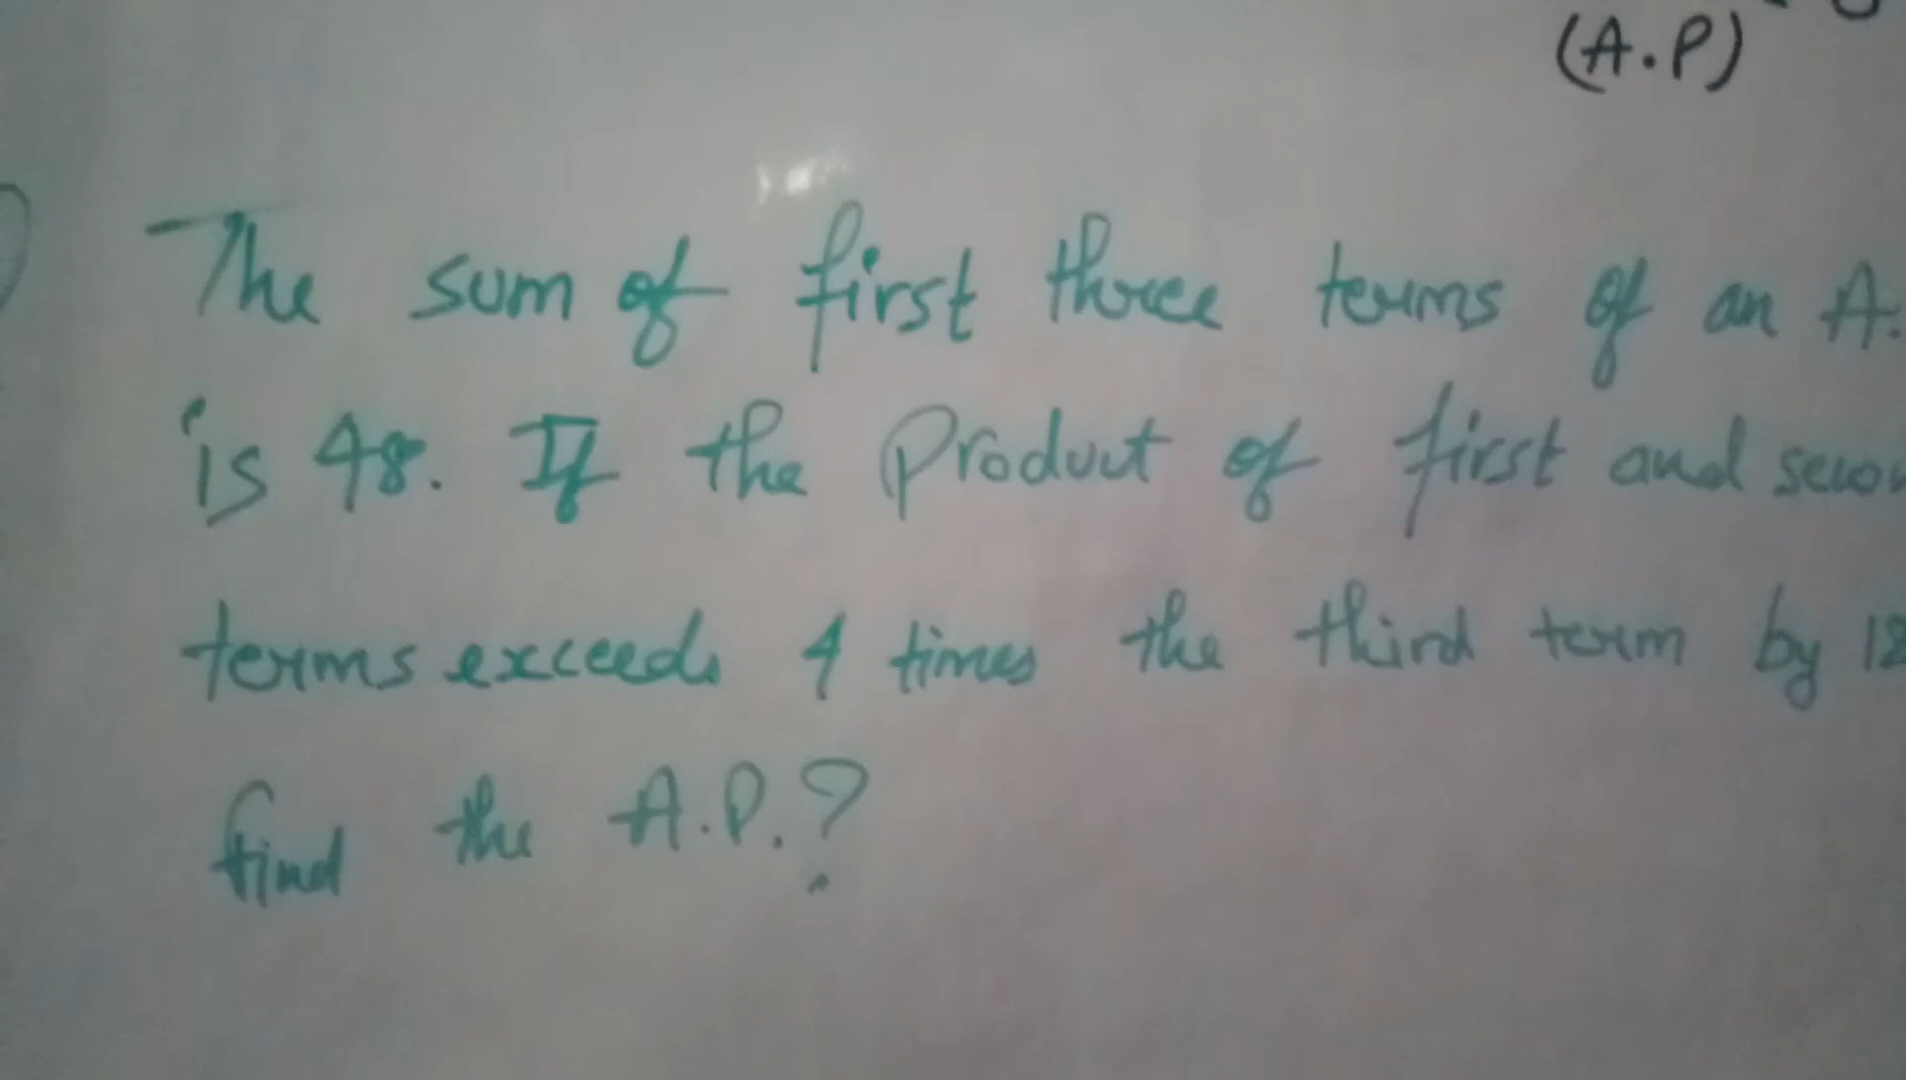 (A.P)
The sum of first three terms of an A.
is 48. If the Product of first and
terms exceeds 4 times the third term by 12
find the A.P.?